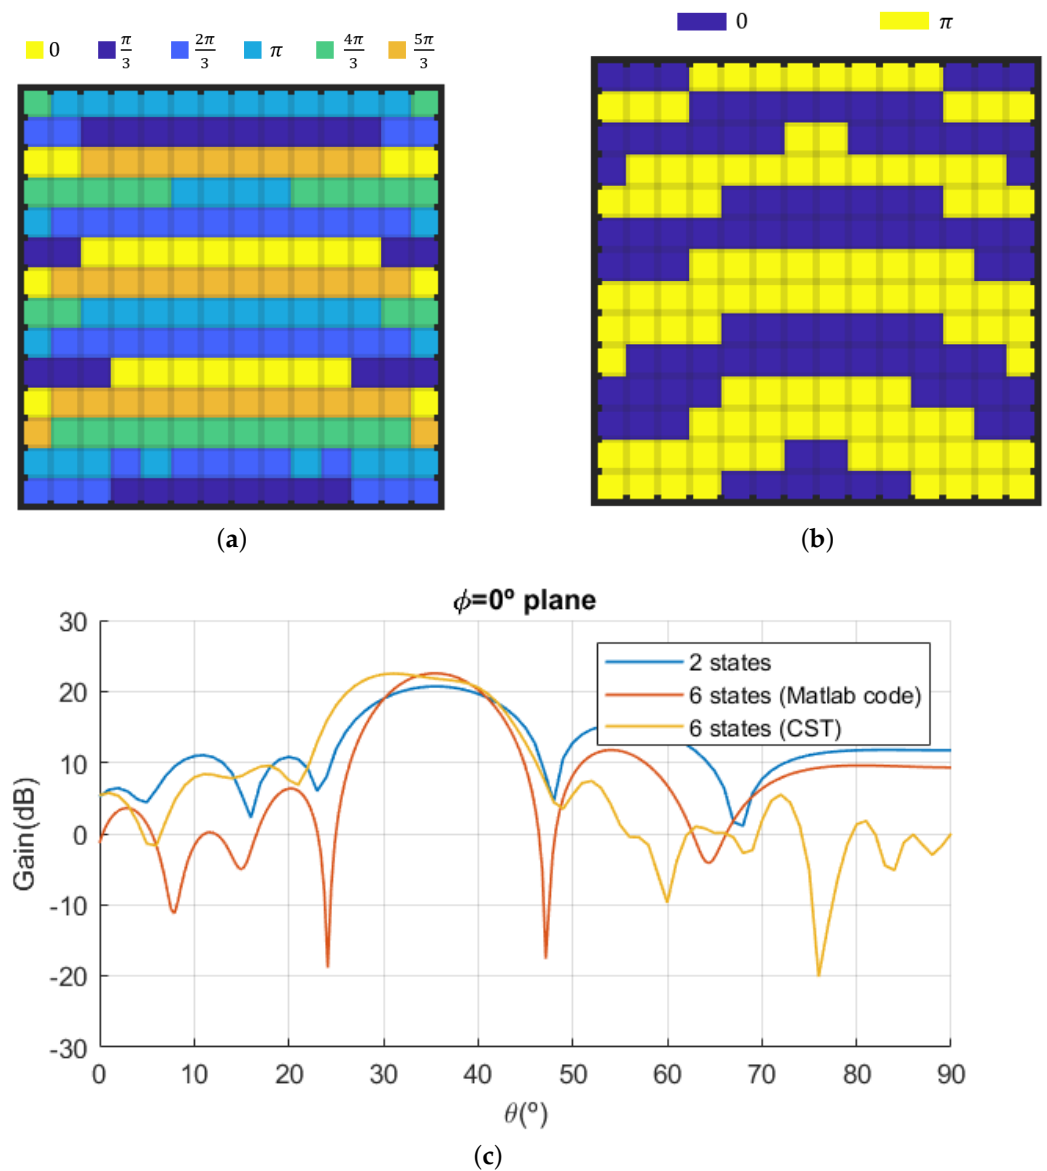 0 π/3 2π/3 π 4π/3 5π/3
0 π
(a) (b)
ϕ=0º plane
30
20
10
0
-10
-20
-30
Gain(dB)
2 states
6 states (Matlab code)
6 states (CST)
0 10 20 30 40 50 60 70 80 90
θ(º)
(c)